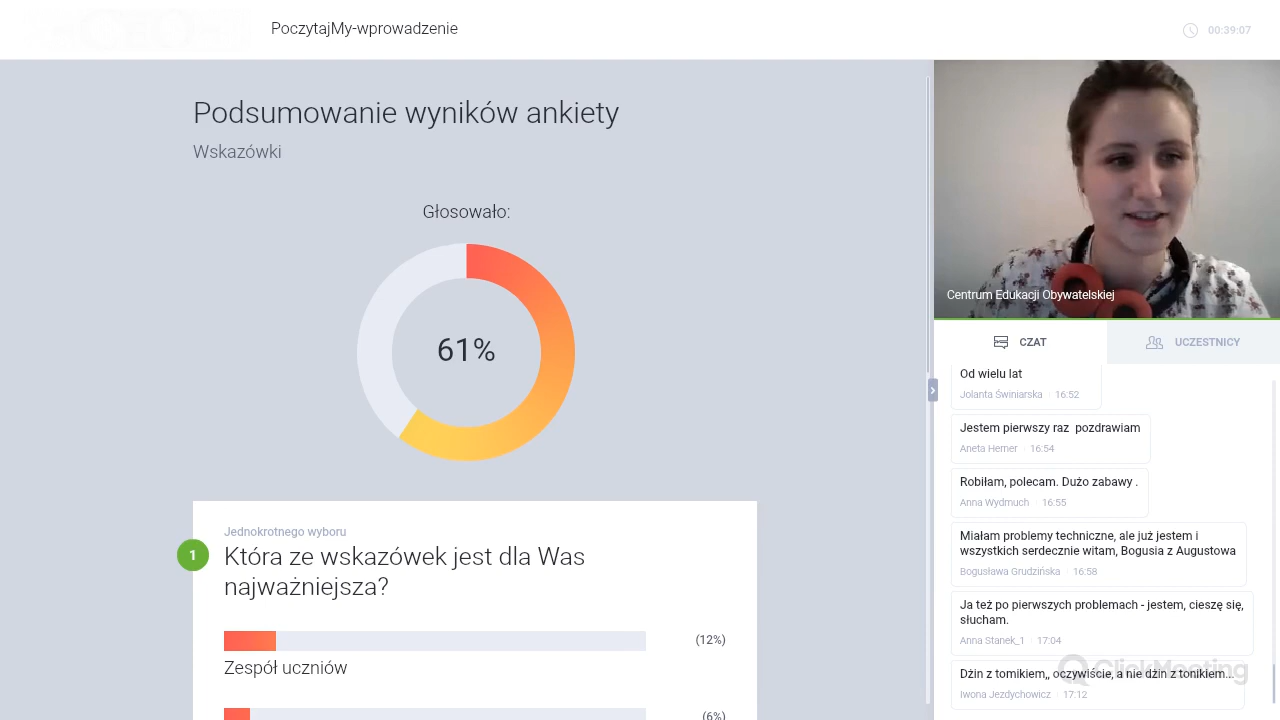 PoczytajMy-wprowadzenie
00:39:07
Podsumowanie wyników ankiety
Wskazówki
Głosowało:
61%
Jednokrotnego wyboru
1
Która ze wskazówek jest dla Was
najważniejsza?
(12%)
Zespół uczniów
(6%)
Centrum Edukacji Obywatelskiej
CZAT
UCZESTNICY
Od wielu lat
Jolanta Świniarska 16:52
Jestem pierwszy raz pozdrawiam
Aneta Herner 16:54
Robiłam, polecam. Dużo zabawy .
Anna Wydmuch 16:55
Miałam problemy techniczne, ale już jestem i
wszystkich serdecznie witam, Bogusia z Augustowa
Bogusława Grudzińska 16:58
Ja też po pierwszych problemach - jestem, cieszę się,
słucham.
Anna Stanek_1 17:04
ClickMeeting
Dżin z tomikiem,, oczywiście, a nie dżin z tonikiem...
Iwona Jezdychowicz 17:12